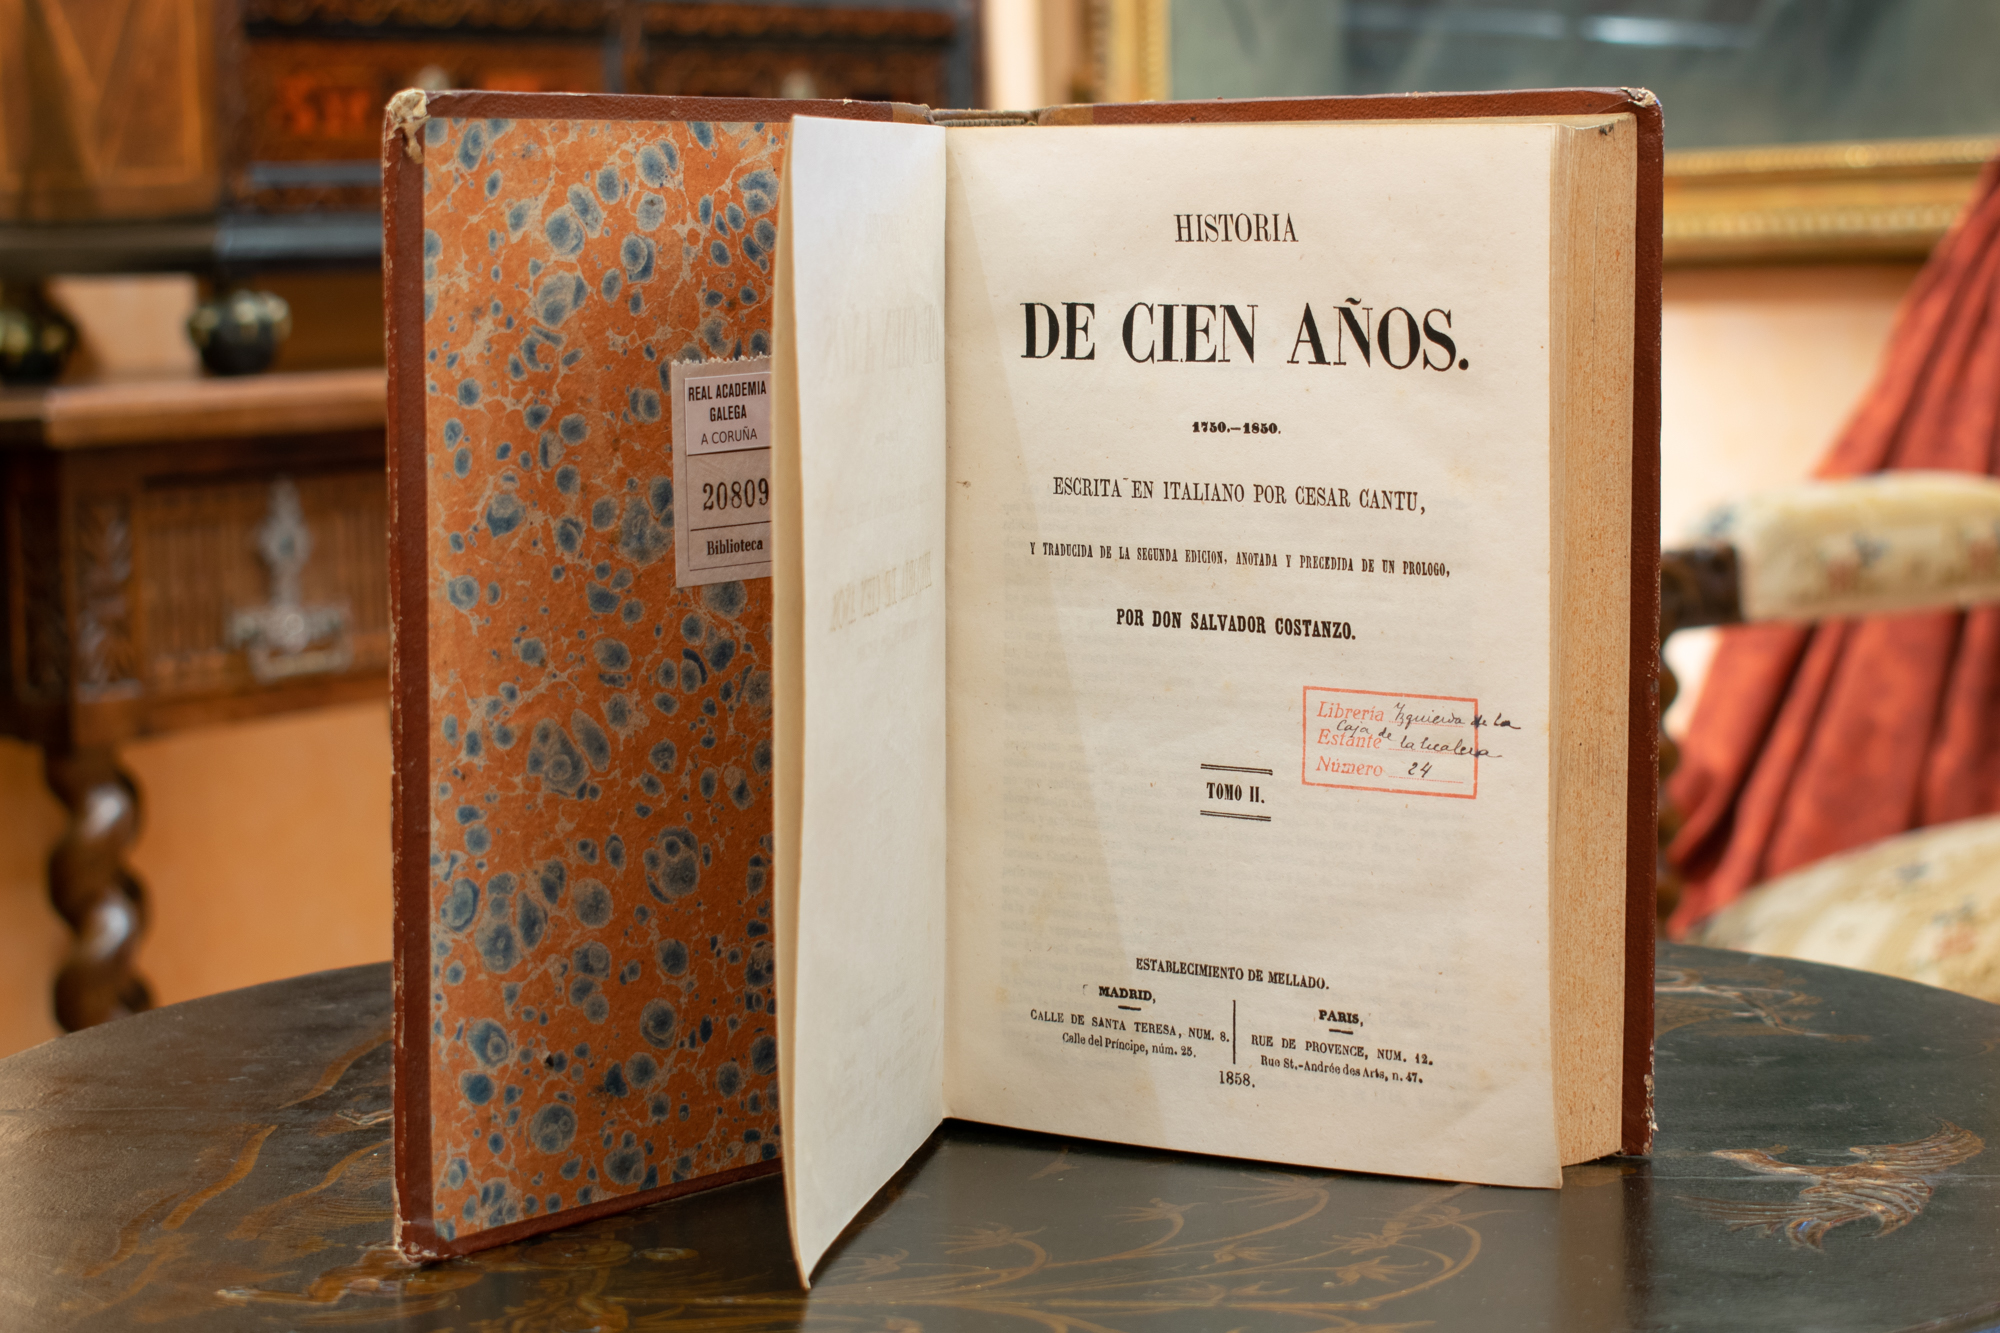 REAL ACADEMIA
GALEGA
A CORUÑA
20809
Biblioteca
HISTORIA
DE CIEN AÑOS.
1750.—1850.
ESCRITA EN ITALIANO POR CESAR CANTU,
Y TRADUCIDA DE LA SEGUNDA EDICION, ANOTADA Y PRECEDIDA DE UN PROLOGO,
POR DON SALVADOR COSTANZO.
Librería Izquierda de la
Caja de
Estante la Escalera
Número 24
TOMO II.
ESTABLECIMIENTO DE MELLADO.
MADRID,
CALLE DE SANTA TERESA, NUM. 8.
Calle del Príncipe, núm. 25.
PARIS,
RUE DE PROVENCE, NUM. 12.
Rue St.-Andrée des Arts, n. 47.
1858.